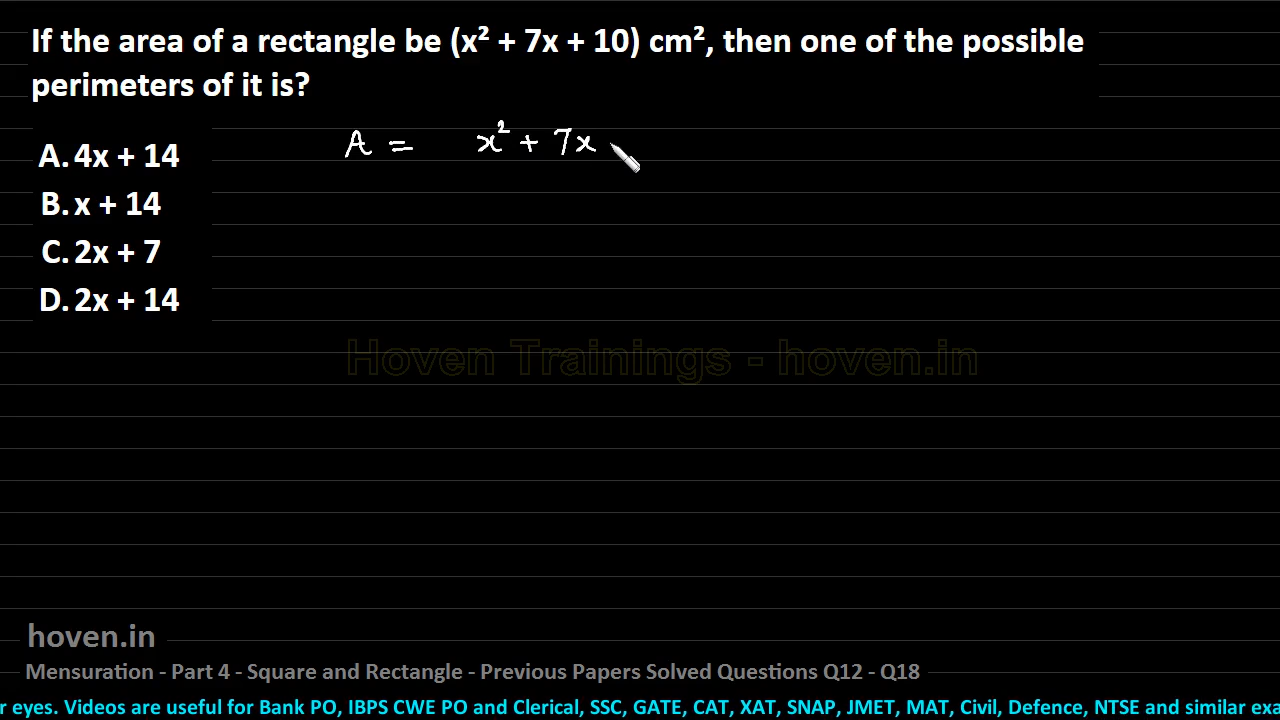 If the area of a rectangle be (x² + 7x + 10) cm², then one of the possible
perimeters of it is?
A. 4x + 14
B. x + 14
C. 2x + 7
D. 2x + 14
A = x² + 7x
Hoven Trainings - hoven.in
hoven.in
Mensuration - Part 4 - Square and Rectangle - Previous Papers Solved Questions Q12 - Q18
r eyes. Videos are useful for Bank PO, IBPS CWE PO and Clerical, SSC, GATE, CAT, XAT, SNAP, JMET, MAT, Civil, Defence, NTSE and similar exa